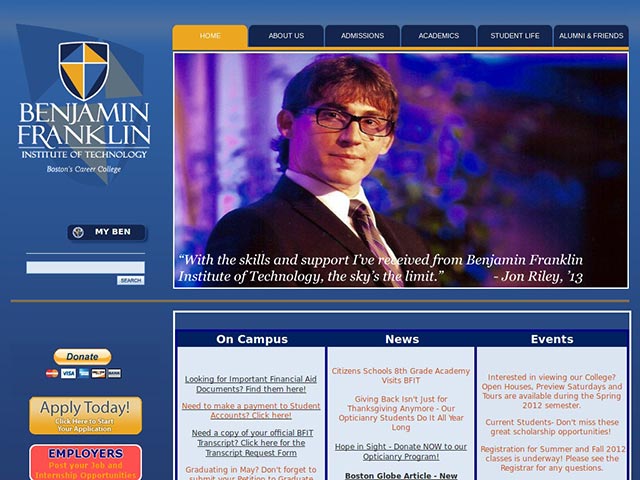 HOME
ABOUT US
ADMISSIONS
ACADEMICS
STUDENT LIFE
ALUMNI & FRIENDS
BENJAMIN
FRANKLIN
INSTITUTE OF TECHNOLOGY
Boston's Career College
MY BEN
SEARCH
“With the skills and support I’ve received from Benjamin Franklin
Institute of Technology, the sky’s the limit.” - Jon Riley, ’13
Donate
VISA
BANK
Apply Today!
Click Here to Start
Your Application
EMPLOYERS
Post your Job and
Internship Opportunities
On Campus
Looking for Important Financial Aid
Documents? Find them here!
Need to make a payment to Student
Accounts? Click here!
Need a copy of your official BFIT
Transcript? Click here for the
Transcript Request Form
Graduating in May? Don't forget to
submit your Petition to Graduate
News
Citizens Schools 8th Grade Academy
Visits BFIT
Giving Back Isn't Just for
Thanksgiving Anymore - Our
Opticianry Students Do It All Year
Long
Hope in Sight - Donate NOW to our
Opticianry Program!
Boston Globe Article - New
Events
Interested in viewing our College?
Open Houses, Preview Saturdays and
Tours are available during the Spring
2012 semester.
Current Students- Don't miss these
great scholarship opportunities!
Registration for Summer and Fall 2012
classes is underway! Please see the
Registrar for any questions.